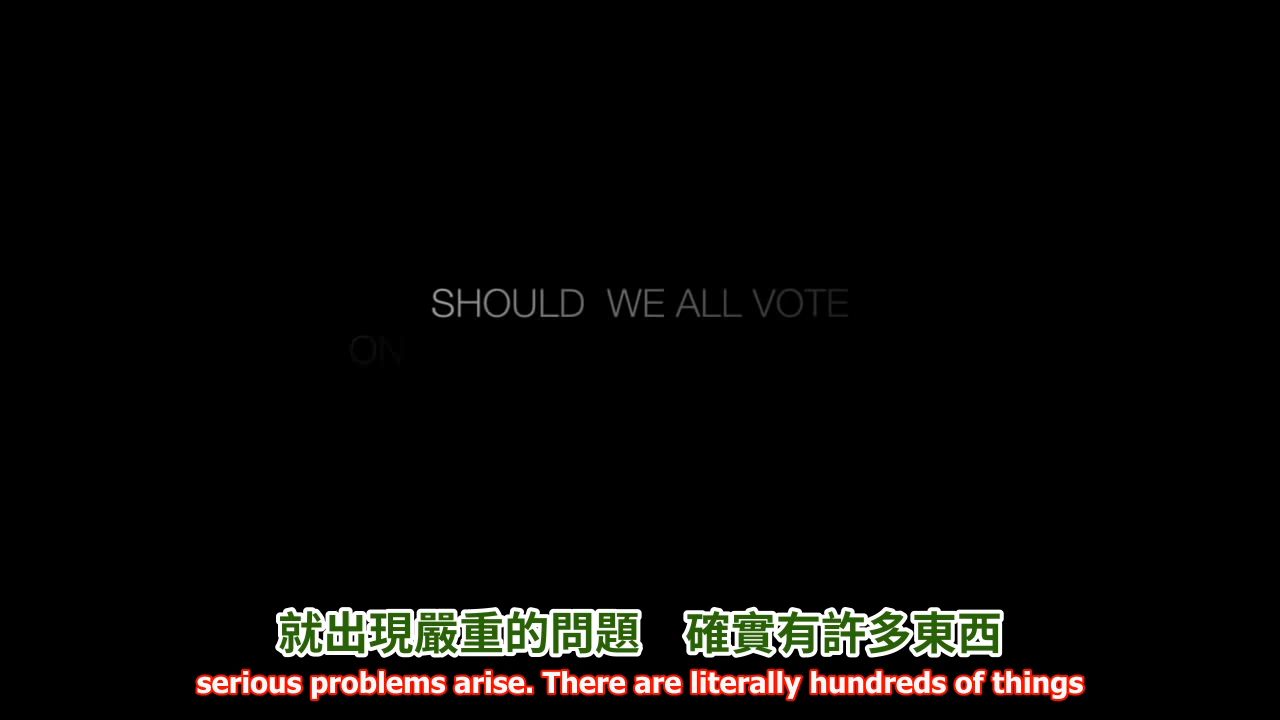 SHOULD WE ALL VOTE
ON
就出現嚴重的問題 確實有許多東西
serious problems arise. There are literally hundreds of things